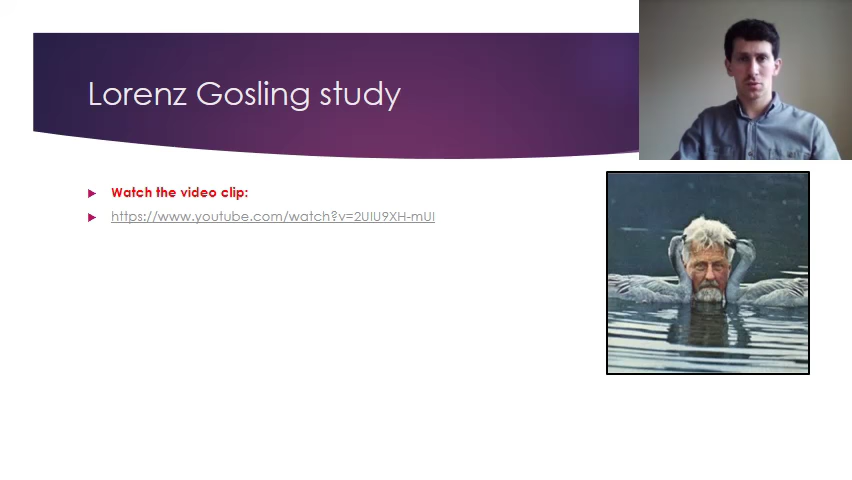 Lorenz Gosling study
Watch the video clip:
https://www.youtube.com/watch?v=2UIU9XH-mUI